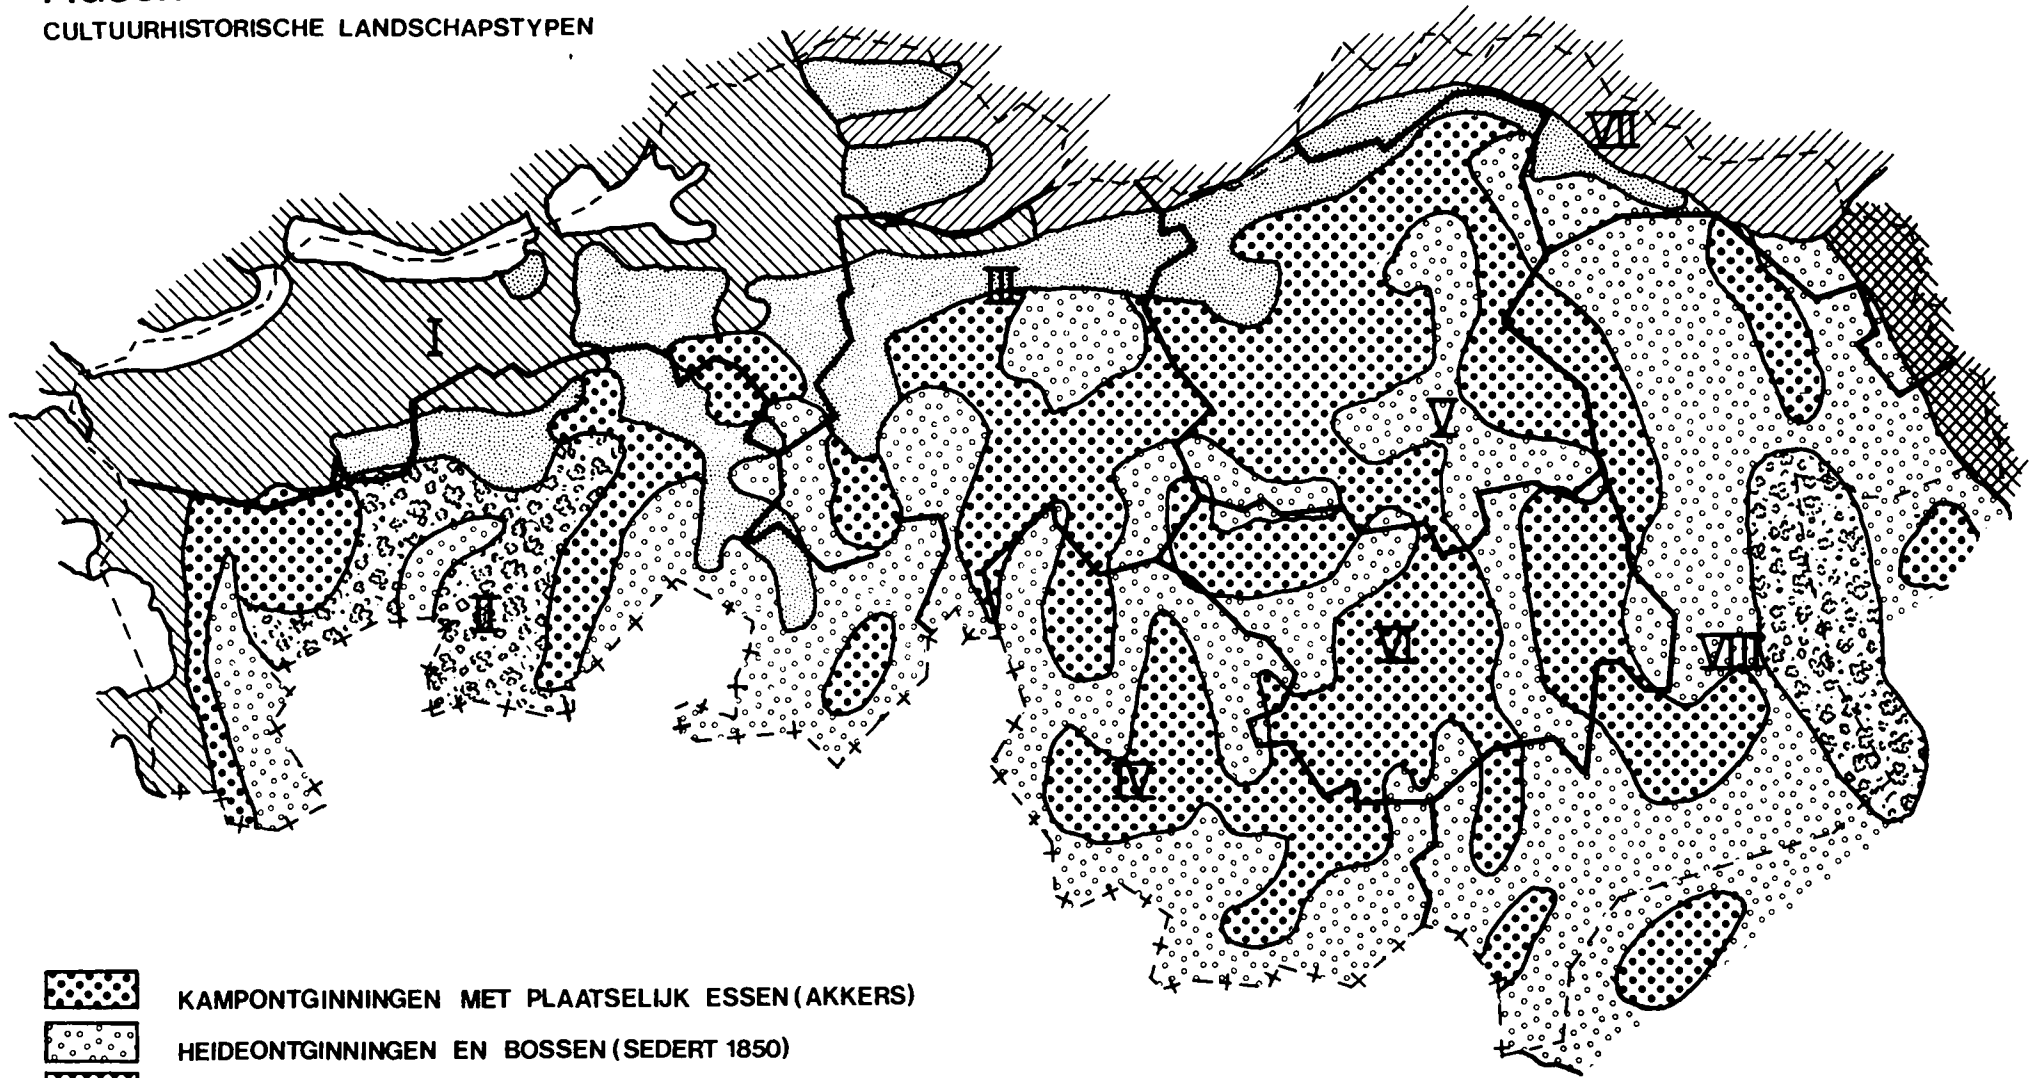 CULTUURHISTORISCHE LANDSCHAPSTYPEN
VII
III
I
V
II
VI
VIII
IV
KAMPONTGINNINGEN MET PLAATSELIJK ESSEN (AKKERS)
HEIDEONTGINNINGEN EN BOSSEN (SEDERT 1850)